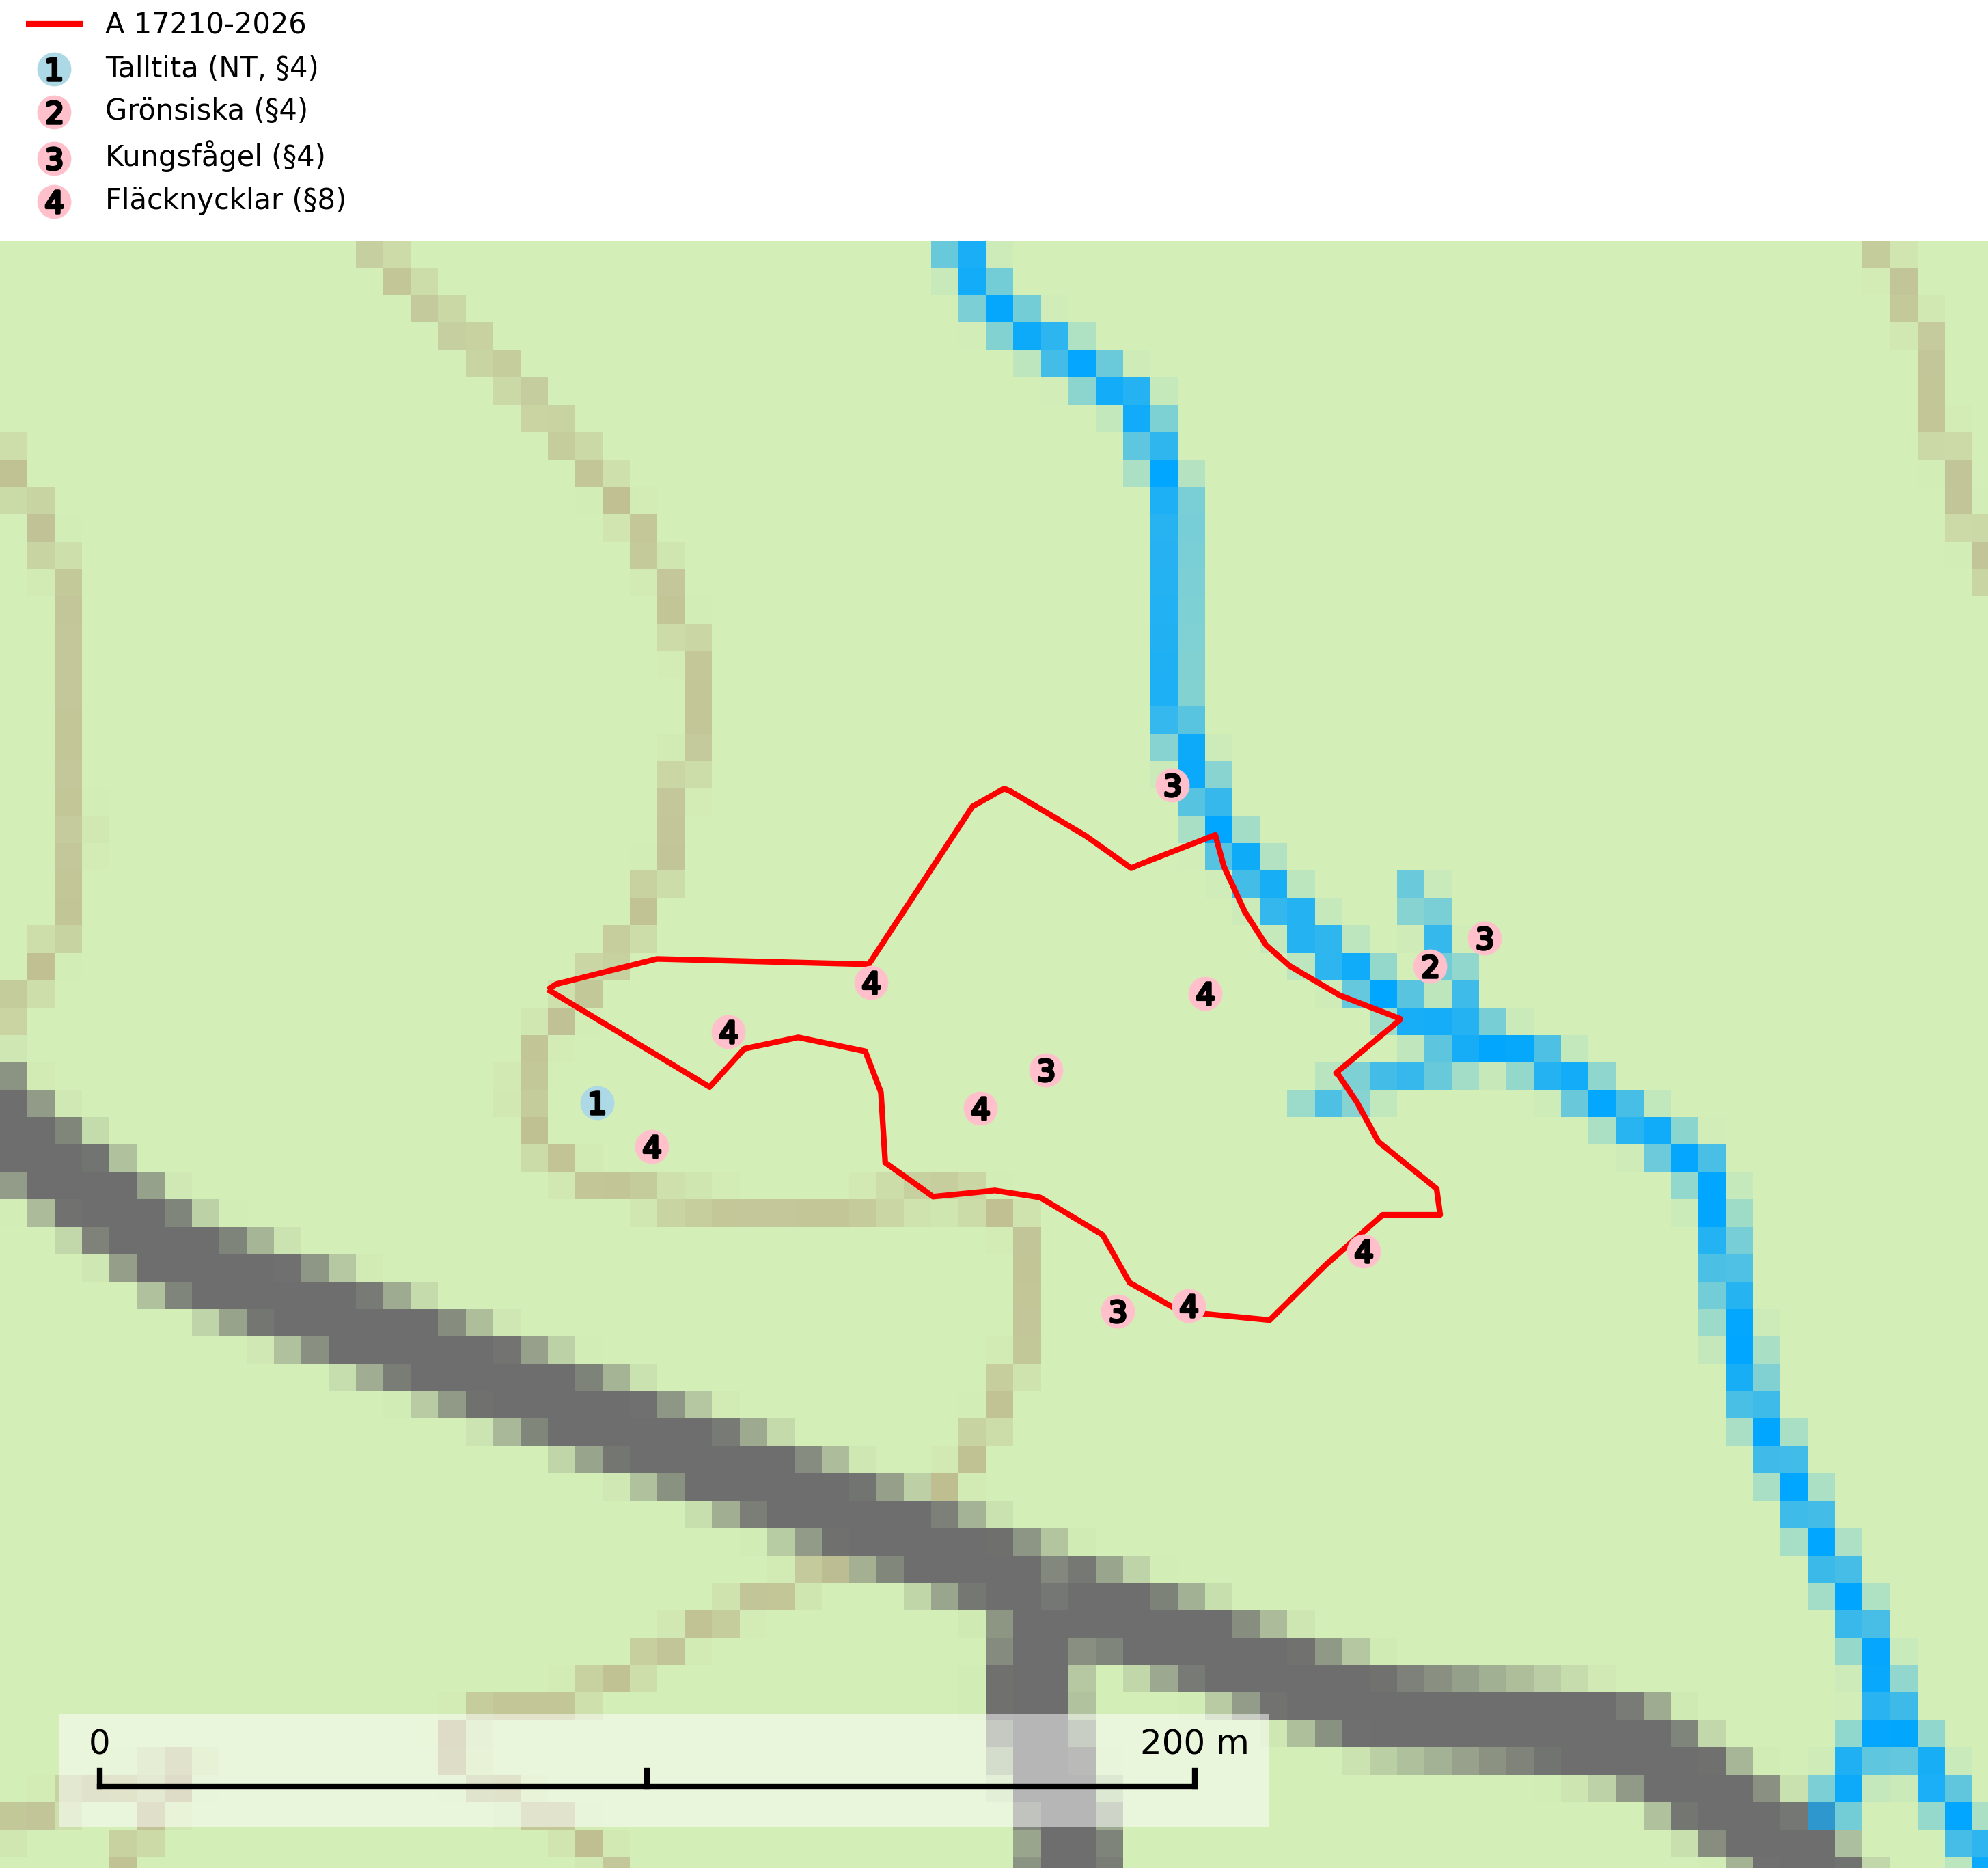 A 17210-2026
1 Talltita (NT, §4)
2 Grönsiska (§4)
3 Kungsfågel (§4)
4 Fläcknycklar (§8)
3
3
2
4
4
4
3
1
4
4
4
4
3
0 200 m